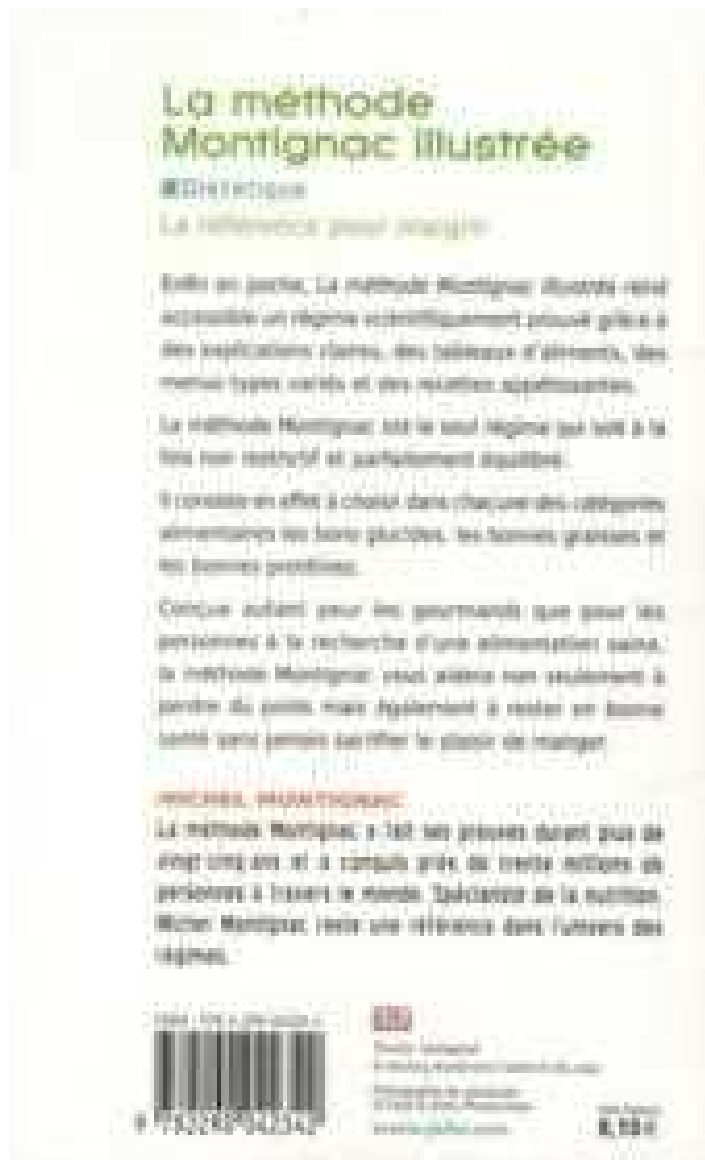 La méthode
Montignac illustrée
Diététique
La référence pour maigrir
Enfin en poche, La méthode Montignac illustrée rend
accessible un régime scientifiquement prouvé grâce à
des explications claires, des tableaux d'aliments, des
menus types variés et des recettes appétissantes.
La méthode Montignac est le seul régime qui soit à la
fois non restrictif et parfaitement équilibré.
Il consiste en effet à choisir dans chacune des catégories
alimentaires les bons glucides, les bonnes graisses et
les bonnes protéines.
Conçue autant pour les gourmands que pour les
personnes à la recherche d'une alimentation saine,
la méthode Montignac vous aidera non seulement à
perdre du poids mais également à rester en bonne
santé sans jamais sacrifier le plaisir de manger.
MICHEL MONTIGNAC
La méthode Montignac a fait ses preuves durant plus de
vingt-cinq ans et a conquis près de trente millions de
personnes à travers le monde. Spécialiste de la nutrition,
Michel Montignac reste une référence dans l'univers des
régimes.